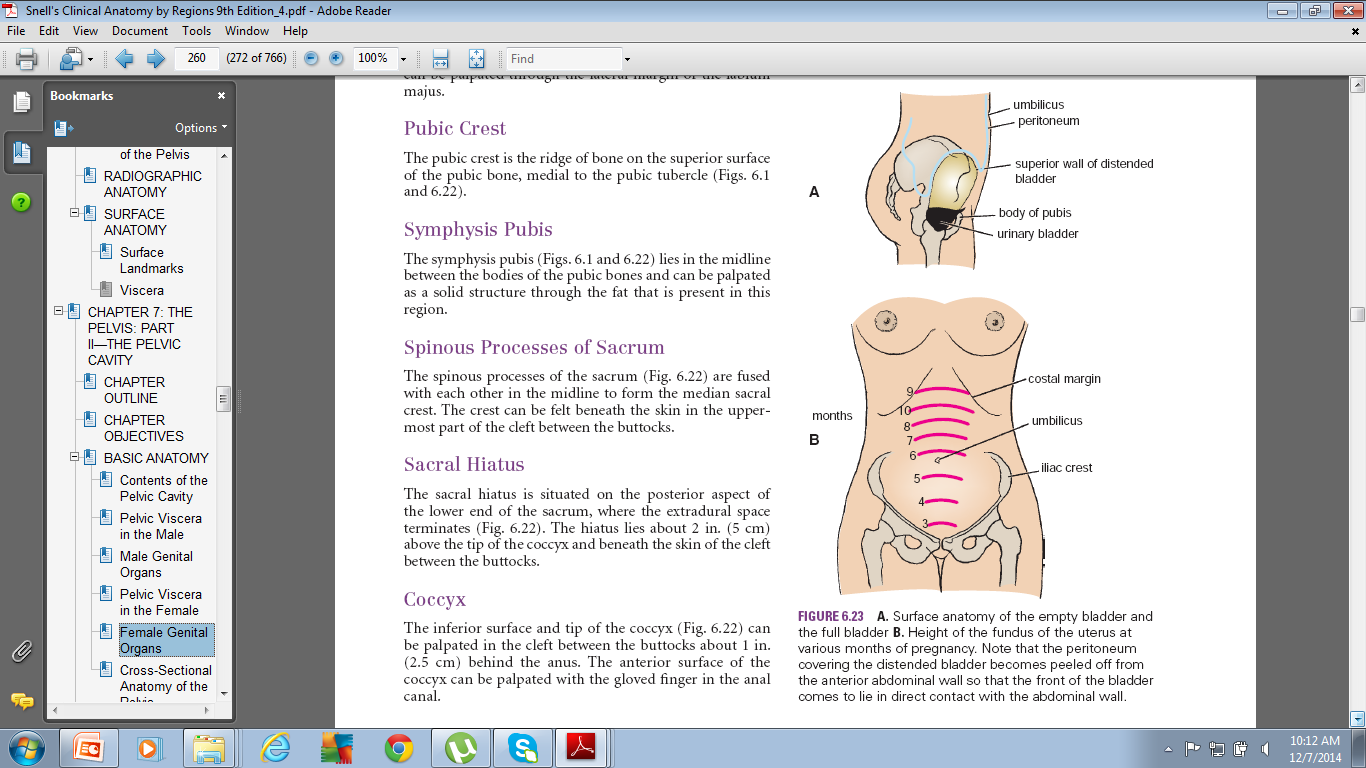 Snell's Clinical Anatomy by Regions 9th Edition_4.pdf - Adobe Reader
File Edit View Document Tools Window Help
260 (272 of 766) 100% Find
Bookmarks
Options
of the Pelvis
RADIOGRAPHIC
ANATOMY
SURFACE
ANATOMY
Surface
Landmarks
Viscera
CHAPTER 7: THE
PELVIS: PART
II—THE PELVIC
CAVITY
CHAPTER
OUTLINE
CHAPTER
OBJECTIVES
BASIC ANATOMY
Contents of the
Pelvic Cavity
Pelvic Viscera
in the Male
Male Genital
Organs
Pelvic Viscera
in the Female
Female Genital
Organs
Cross-Sectional
Anatomy of the
Pelvis
can be palpated through the lateral margin of the labium
majus.
Pubic Crest
The pubic crest is the ridge of bone on the superior surface
of the pubic bone, medial to the pubic tubercle (Figs. 6.1
and 6.22).
Symphysis Pubis
The symphysis pubis (Figs. 6.1 and 6.22) lies in the midline
between the bodies of the pubic bones and can be palpated
as a solid structure through the fat that is present in this
region.
Spinous Processes of Sacrum
The spinous processes of the sacrum (Fig. 6.22) are fused
with each other in the midline to form the median sacral
crest. The crest can be felt beneath the skin in the upper-
most part of the cleft between the buttocks.
Sacral Hiatus
The sacral hiatus is situated on the posterior aspect of
the lower end of the sacrum, where the extradural space
terminates (Fig. 6.22). The hiatus lies about 2 in. (5 cm)
above the tip of the coccyx and beneath the skin of the cleft
between the buttocks.
Coccyx
The inferior surface and tip of the coccyx (Fig. 6.22) can
be palpated in the cleft between the buttocks about 1 in.
(2.5 cm) behind the anus. The anterior surface of the
coccyx can be palpated with the gloved finger in the anal
canal.
umbilicus
peritoneum
superior wall of distended
bladder
A
body of pubis
urinary bladder
costal margin
9
10
months
8
umbilicus
7
B
6
iliac crest
5
4
3
FIGURE 6.23 A. Surface anatomy of the empty bladder and
the full bladder B. Height of the fundus of the uterus at
various months of pregnancy. Note that the peritoneum
covering the distended bladder becomes peeled off from
the anterior abdominal wall so that the front of the bladder
comes to lie in direct contact with the abdominal wall.
10:12 AM
12/7/2014